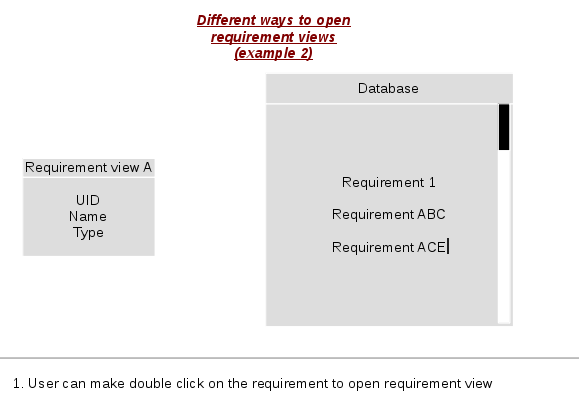 Different ways to open
requirement views
(example 2)
Database
Requirement view A
UID
Name
Type
Requirement 1
Requirement ABC
Requirement ACE
1. User can make double click on the requirement to open requirement view